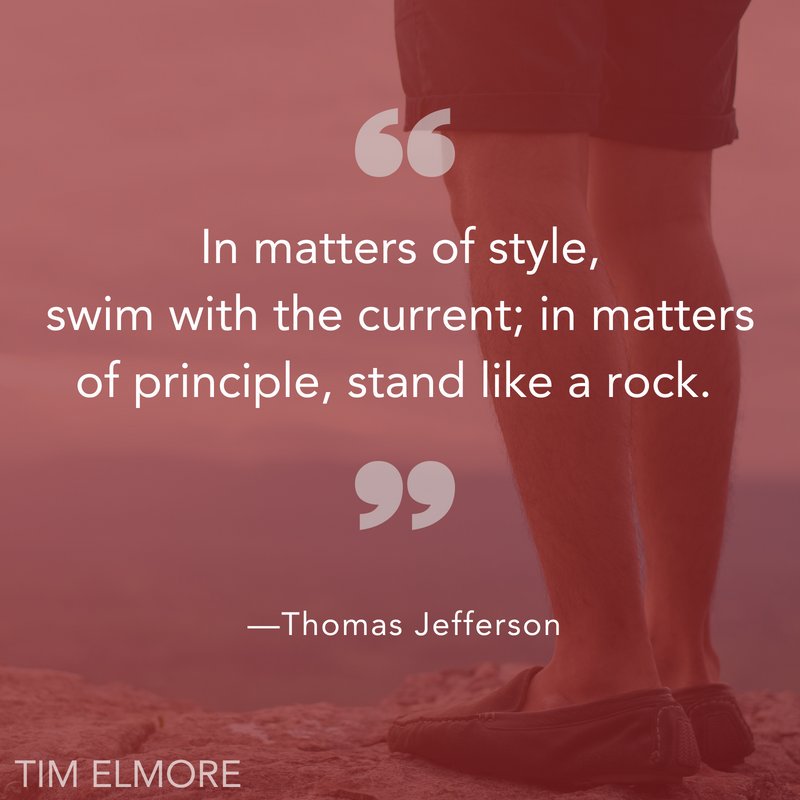 “
In matters of style,
swim with the current; in matters
of principle, stand like a rock.
”
—Thomas Jefferson
TIM ELMORE